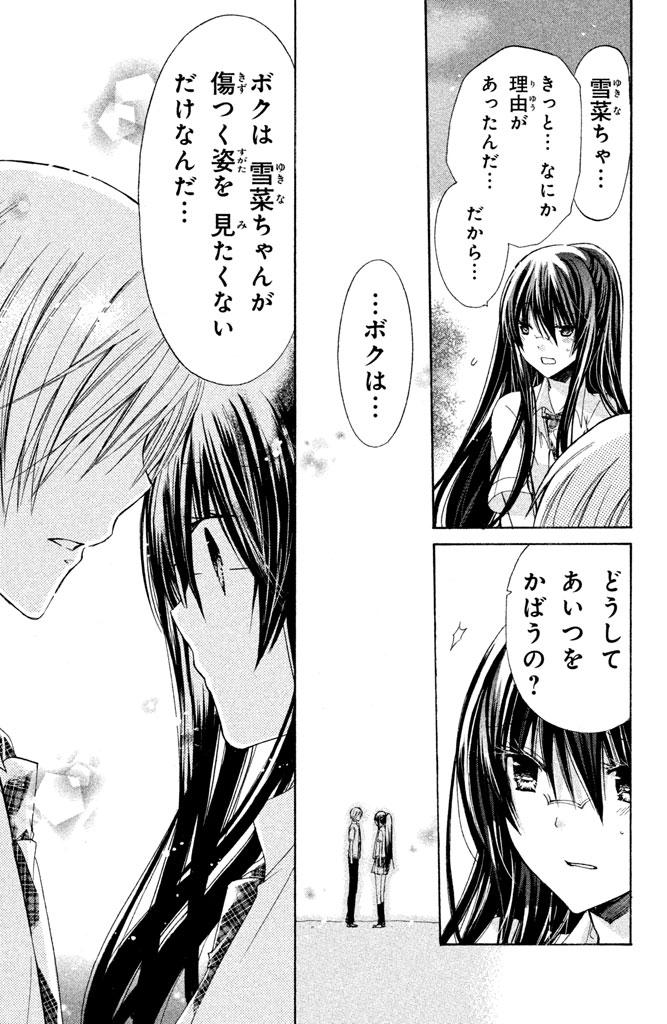 雪菜ちゃ…
きっと…なにか
理由が
あったんだ…
だから…
どうして
あいつを
かばうの?
…ボクは…
ボクは 雪菜ちゃんが
傷つく姿を 見たくない
だけなんだ…